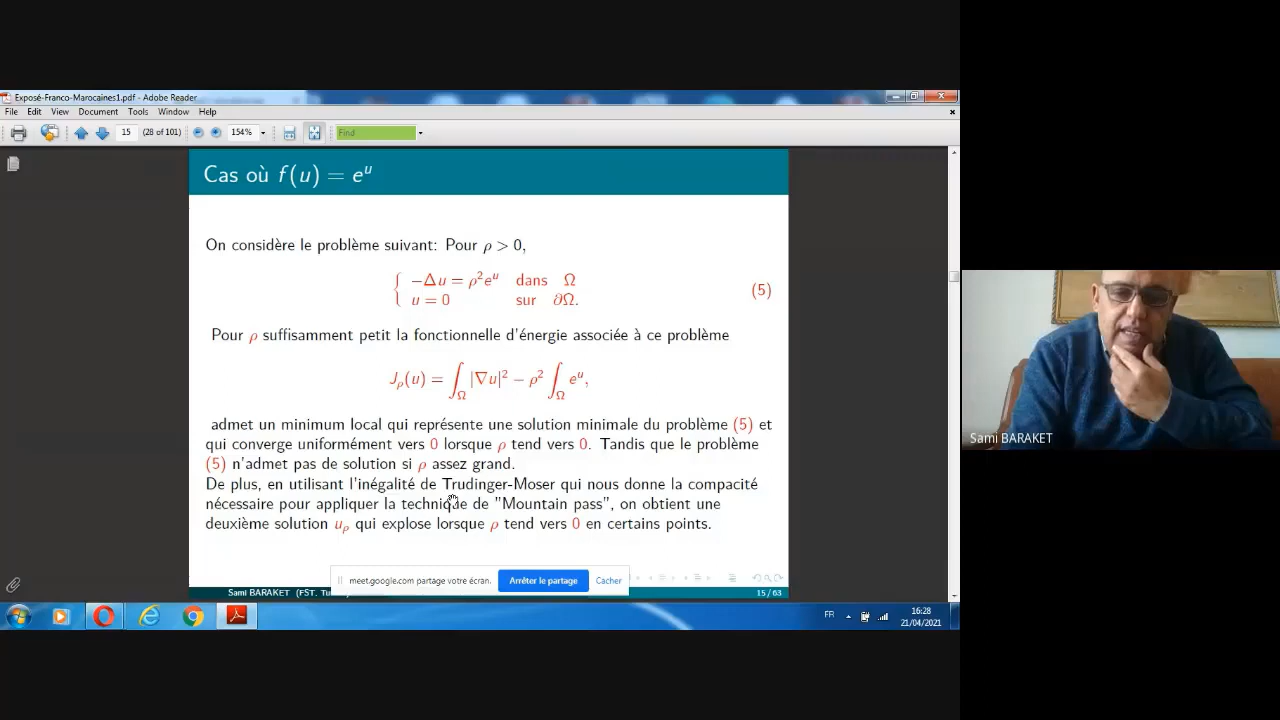 Exposé-Franco-Marocaines1.pdf - Adobe Reader
File Edit View Document Tools Window Help
15 (28 of 101) 154% Find
Cas où f(u) = e^u
On considère le problème suivant: Pour ρ > 0,
−Δu = ρ²e^u dans Ω
u = 0 sur ∂Ω.
(5)
Pour ρ suffisamment petit la fonctionnelle d'énergie associée à ce problème
J_ρ(u) = ∫_Ω |∇u|² − ρ² ∫_Ω e^u,
admet un minimum local qui représente une solution minimale du problème (5) et
qui converge uniformément vers 0 lorsque ρ tend vers 0. Tandis que le problème
(5) n'admet pas de solution si ρ assez grand.
De plus, en utilisant l'inégalité de Trudinger-Moser qui nous donne la compacité
nécessaire pour appliquer la technique de "Mountain pass", on obtient une
deuxième solution u_ρ qui explose lorsque ρ tend vers 0 en certains points.
meet.google.com partage votre écran. Arrêter le partage Cacher
Sami BARAKET (FST. 15 / 63
FR 16:28
21/04/2021
Sami BARAKET